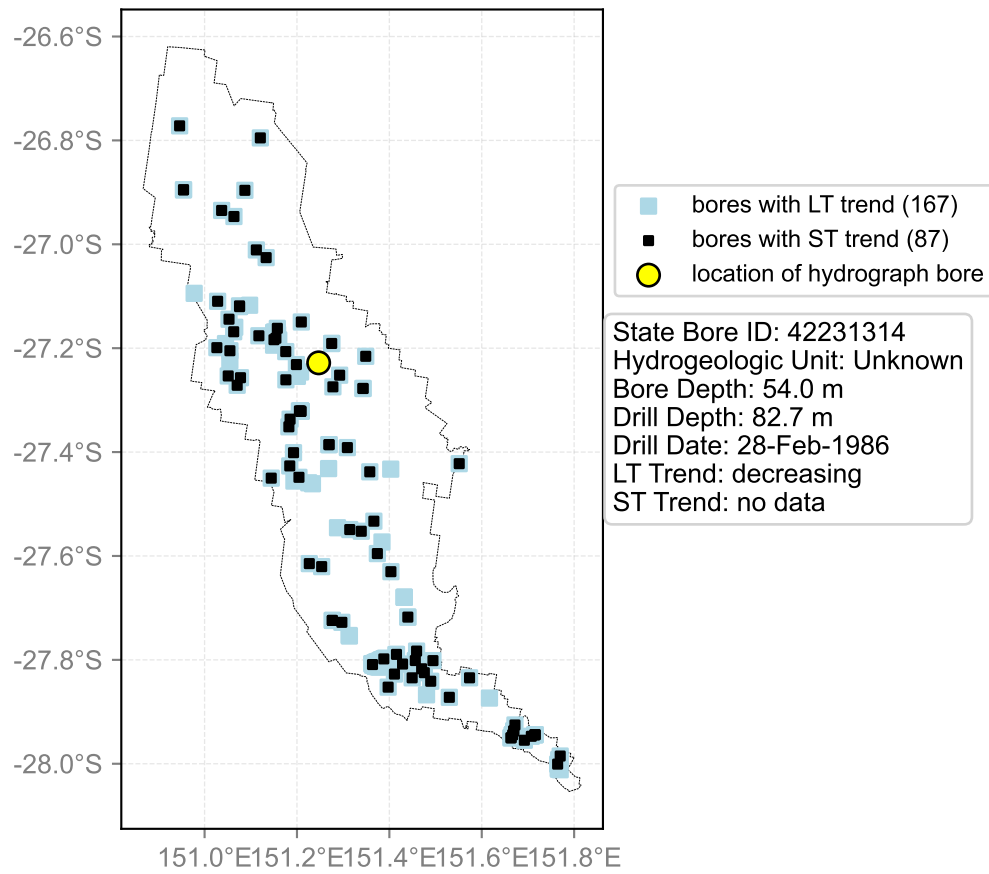 -26.6°S
-26.8°S
-27.0°S
-27.2°S
-27.4°S
-27.6°S
-27.8°S
-28.0°S
151.0°E151.2°E151.4°E151.6°E151.8°E
bores with LT trend (167)
bores with ST trend (87)
location of hydrograph bore
State Bore ID: 42231314
Hydrogeologic Unit: Unknown
Bore Depth: 54.0 m
Drill Depth: 82.7 m
Drill Date: 28-Feb-1986
LT Trend: decreasing
ST Trend: no data